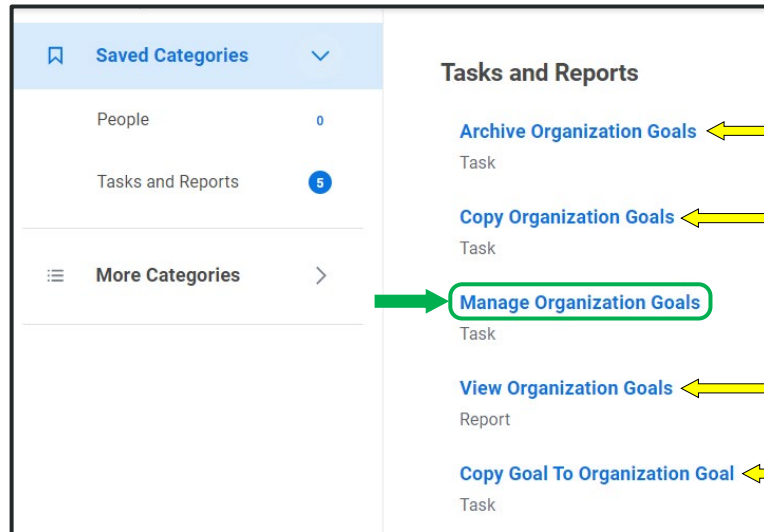 Saved Categories
People 0
Tasks and Reports 5
More Categories
Tasks and Reports
Archive Organization Goals
Task
Copy Organization Goals
Task
Manage Organization Goals
Task
View Organization Goals
Report
Copy Goal To Organization Goal
Task